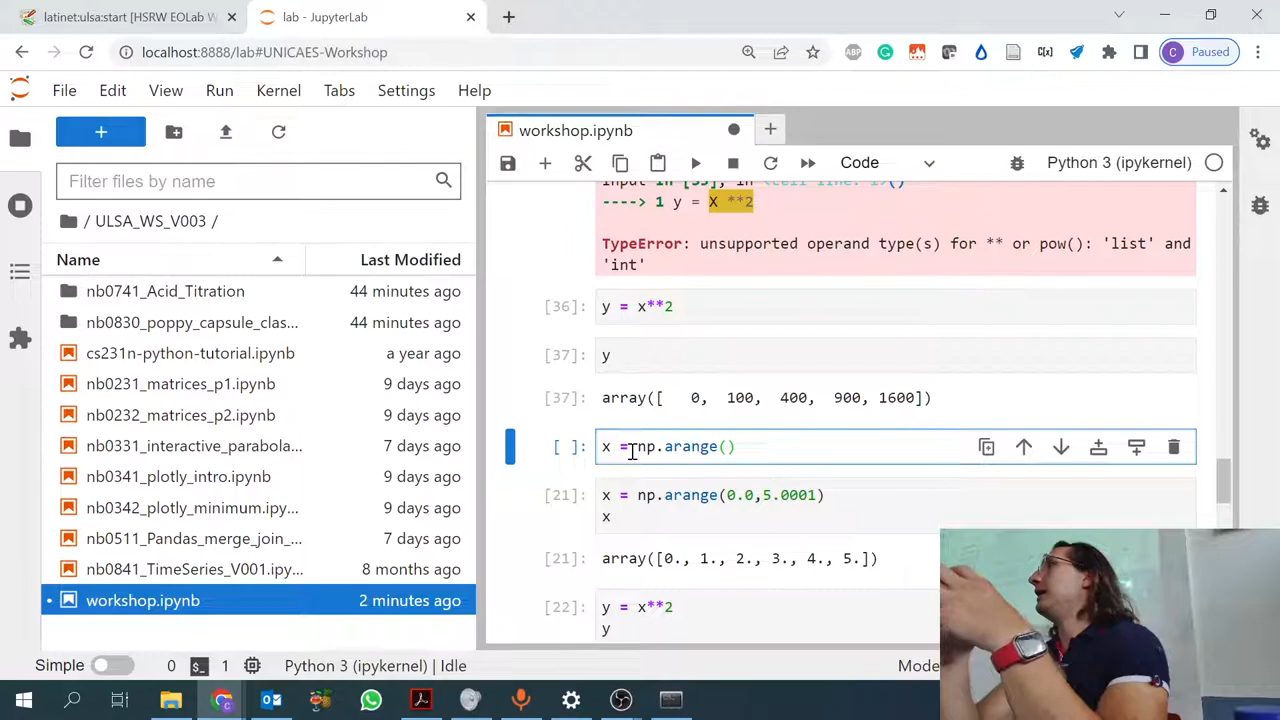 latinet:ulsa:start [HSRW EOLab W
lab - JupyterLab
localhost:8888/lab#UNICAES-Workshop
ABP
C[x]
C
Paused
File Edit View Run Kernel Tabs Settings Help
Filter files by name
/ ULSA_WS_V003 /
Name Last Modified
nb0741_Acid_Titration 44 minutes ago
nb0830_poppy_capsule_clas... 44 minutes ago
cs231n-python-tutorial.ipynb a year ago
nb0231_matrices_p1.ipynb 9 days ago
nb0232_matrices_p2.ipynb 9 days ago
nb0331_interactive_parabola... 9 days ago
nb0341_plotly_intro.ipynb 9 days ago
nb0342_plotly_minimum.ipy... 9 days ago
nb0511_Pandas_merge_join_... 7 days ago
nb0841_TimeSeries_V001.ipy... 8 months ago
workshop.ipynb 2 minutes ago
workshop.ipynb
Code
Python 3 (ipykernel)
----> 1 y = X **2
TypeError: unsupported operand type(s) for ** or pow(): 'list' and
'int'
[36]: y = x**2
[37]: y
[37]: array([ 0, 100, 400, 900, 1600])
[ ]: x = np.arange()
[21]: x = np.arange(0.0,5.0001)
x
[21]: array([0., 1., 2., 3., 4., 5.])
[22]: y = x**2
y
Simple 0 1 Python 3 (ipykernel) | Idle
Mode